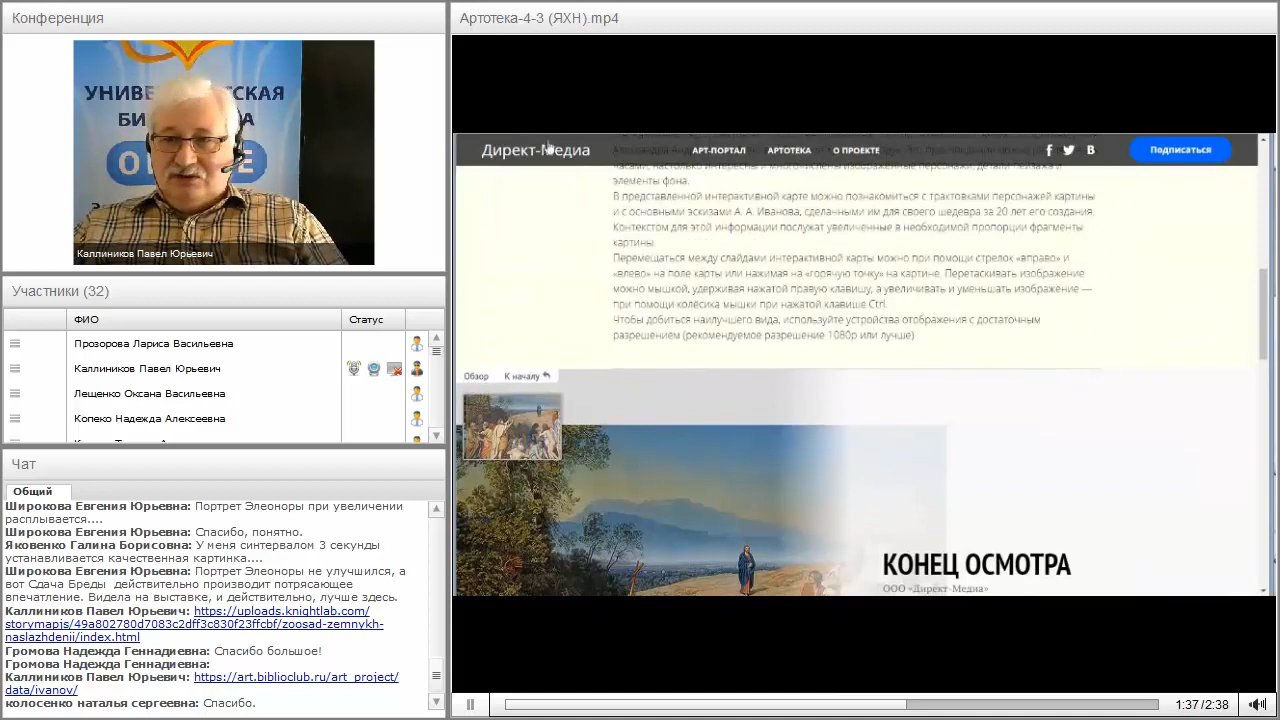 Конференция
УНИВЕР ТСКАЯ
Каллиников Павел Юрьевич
Участники (32)
ФИО
Статус
Каллиников Павел Юрьевич
Лещенко Оксана Васильевна
Копеко Надежда Алексеевна
Чат
Общий
Широкова Евгения Юрьевна: Портрет Элеоноры при увеличении
расплывается....
Широкова Евгения Юрьевна: Спасибо, понятно.
Яковенко Галина Борисовна: У меня синтервалом 3 секунды
устанавливается качественная картинка....
Широкова Евгения Юрьевна: Портрет Элеоноры не улучшился, а
вот Сдача Бреды действительно производит потрясающее
впечатление. Видела на выставке, и действительно, лучше здесь.
Каллиников Павел Юрьевич: https://uploads.knightlab.com/
storymapjs/49a802780d7083c2dff3c830f23ffcbf/zoosad-zemnykh-
naslazhdenii/index.html
Громова Надежда Геннадиевна: Спасибо большое!
Громова Надежда Геннадиевна:
Каллиников Павел Юрьевич: https://art.biblioclub.ru/art_project/
data/ivanov/
колосенко наталья сергеевна: Спасибо.
Артотека-4-3 (ЯХН).mp4
Директ-Медиа
АРТ-ПОРТАЛ
АРТОТЕКА
О ПРОЕКТЕ
Подписаться
элементы фона.
В представленной интерактивной карте можно познакомиться с трактовками персонажей картины
и с основными эскизами А. А. Иванова, сделанными им для своего шедевра за 20 лет его создания.
Контекстом для этой информации послужат увеличенные в необходимой пропорции фрагменты
картины.
Перемещаться между слайдами интерактивной карты можно при помощи стрелок «вправо» и
«влево» на поле карты или нажимая на «горячую точку» на картине. Перетаскивать изображение
можно мышкой, удерживая нажатой правую клавишу, а увеличивать и уменьшать изображение —
при помощи колёсика мышки при нажатой клавише Ctrl.
Чтобы добиться наилучшего вида, используйте устройства отображения с достаточным
разрешением (рекомендуемое разрешение 1080p или лучше)
Обзор
К началу
КОНЕЦ ОСМОТРА
ООО «Директ-Медиа»
1:37/2:38